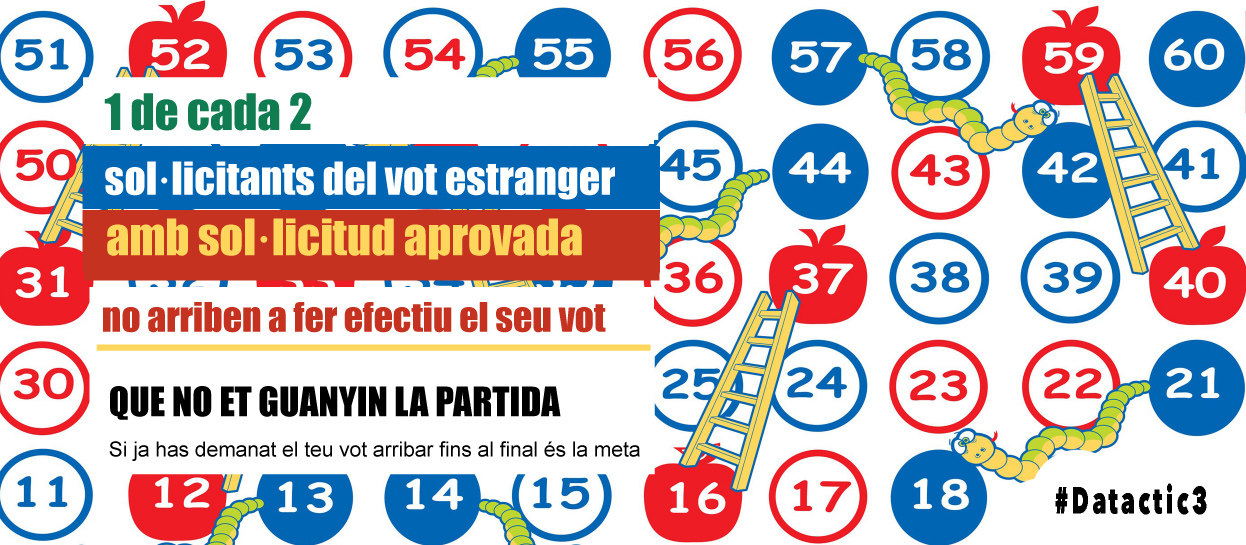 51 52 53 54 55 56 57 58 59 60
1 de cada 2
50 45 44 43 42 41
sol·licitants del vot estranger
amb sol·licitud aprovada
31 36 37 38 39 40
no arriben a fer efectiu el seu vot
30 25 24 23 22 21
QUE NO ET GUANYIN LA PARTIDA
Si ja has demanat el teu vot arribar fins al final és la meta
11 12 13 14 15 16 17 18
#Datactic3